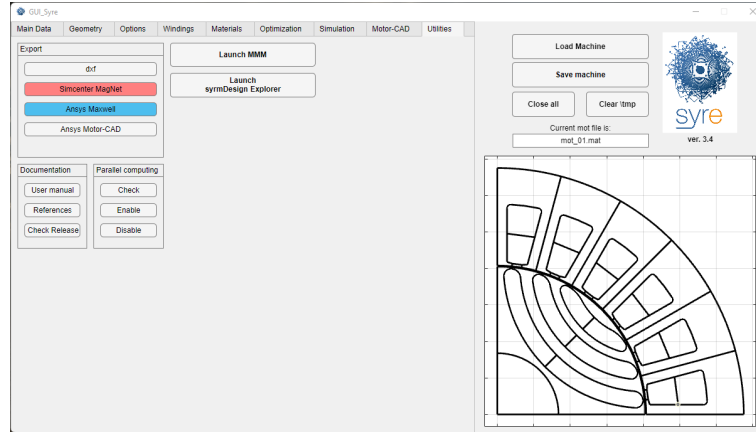 GUI_Syre
Main Data Geometry Options Windings Materials Optimization Simulation Motor-CAD Utilities
Export
dxf
Simcenter MagNet
Ansys Maxwell
Ansys Motor-CAD
Launch MMM
Launch
syrmDesign Explorer
Documentation
User manual
References
Check Release
Parallel computing
Check
Enable
Disable
Load Machine
Save machine
Close all Clear \tmp
Current mot file is:
mot_01.mat
syre
ver. 3.4